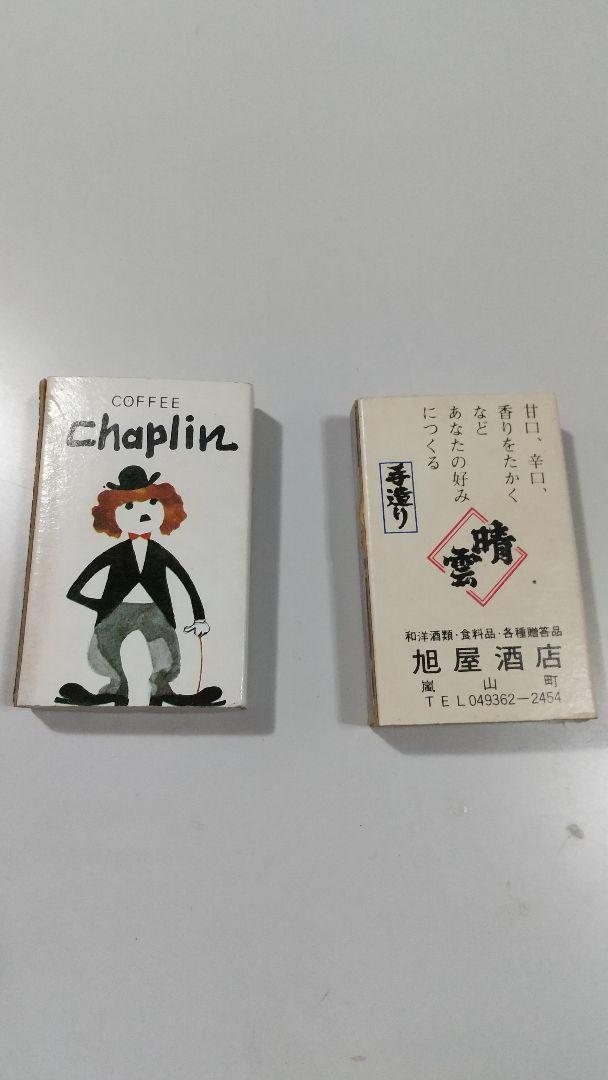 COFFEE
Chaplin
甘口、辛口、
香りをたかく
など
あなたの好み
につくる
手造り
晴雲
和洋酒類・食料品・各種贈答品
旭屋酒店
嵐山町
TEL049362-2454